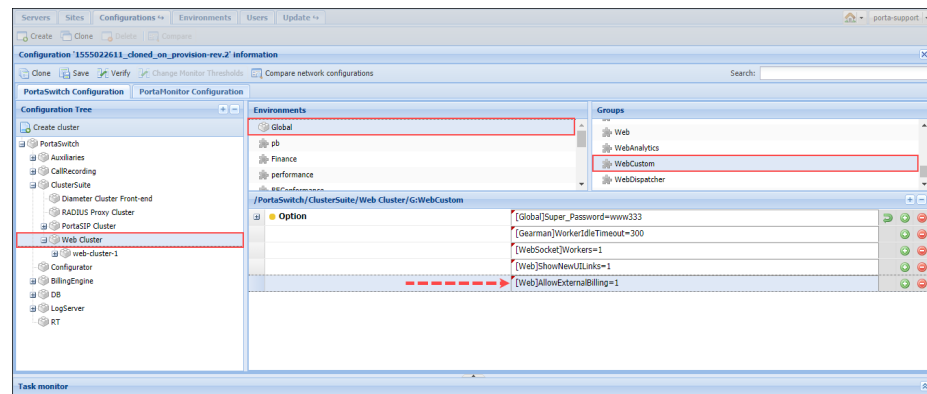 Servers Sites Configurations Environments Users Update porta-support
Create Clone Delete Compare
Configuration '1555022611_cloned_on_provision-rev.2' information
Clone Save Verify Change Monitor Thresholds Compare network configurations Search:
PortaSwitch Configuration PortaMonitor Configuration
Configuration Tree
Create cluster
PortaSwitch
Auxiliaries
CallRecording
ClusterSuite
Diameter Cluster Front-end
RADIUS Proxy Cluster
PortaSIP Cluster
Web Cluster
web-cluster-1
Configurator
BillingEngine
DB
LogServer
RT
Environments
Global
pb
Finance
performance
Groups
Web
WebAnalytics
WebCustom
WebDispatcher
/PortaSwitch/ClusterSuite/Web Cluster/G:WebCustom
Option [Global]Super_Password=www333
[Gearman]WorkerIdleTimeout=300
[WebSocket]Workers=1
[Web]ShowNewUILinks=1
[Web]AllowExternalBilling=1
Task monitor